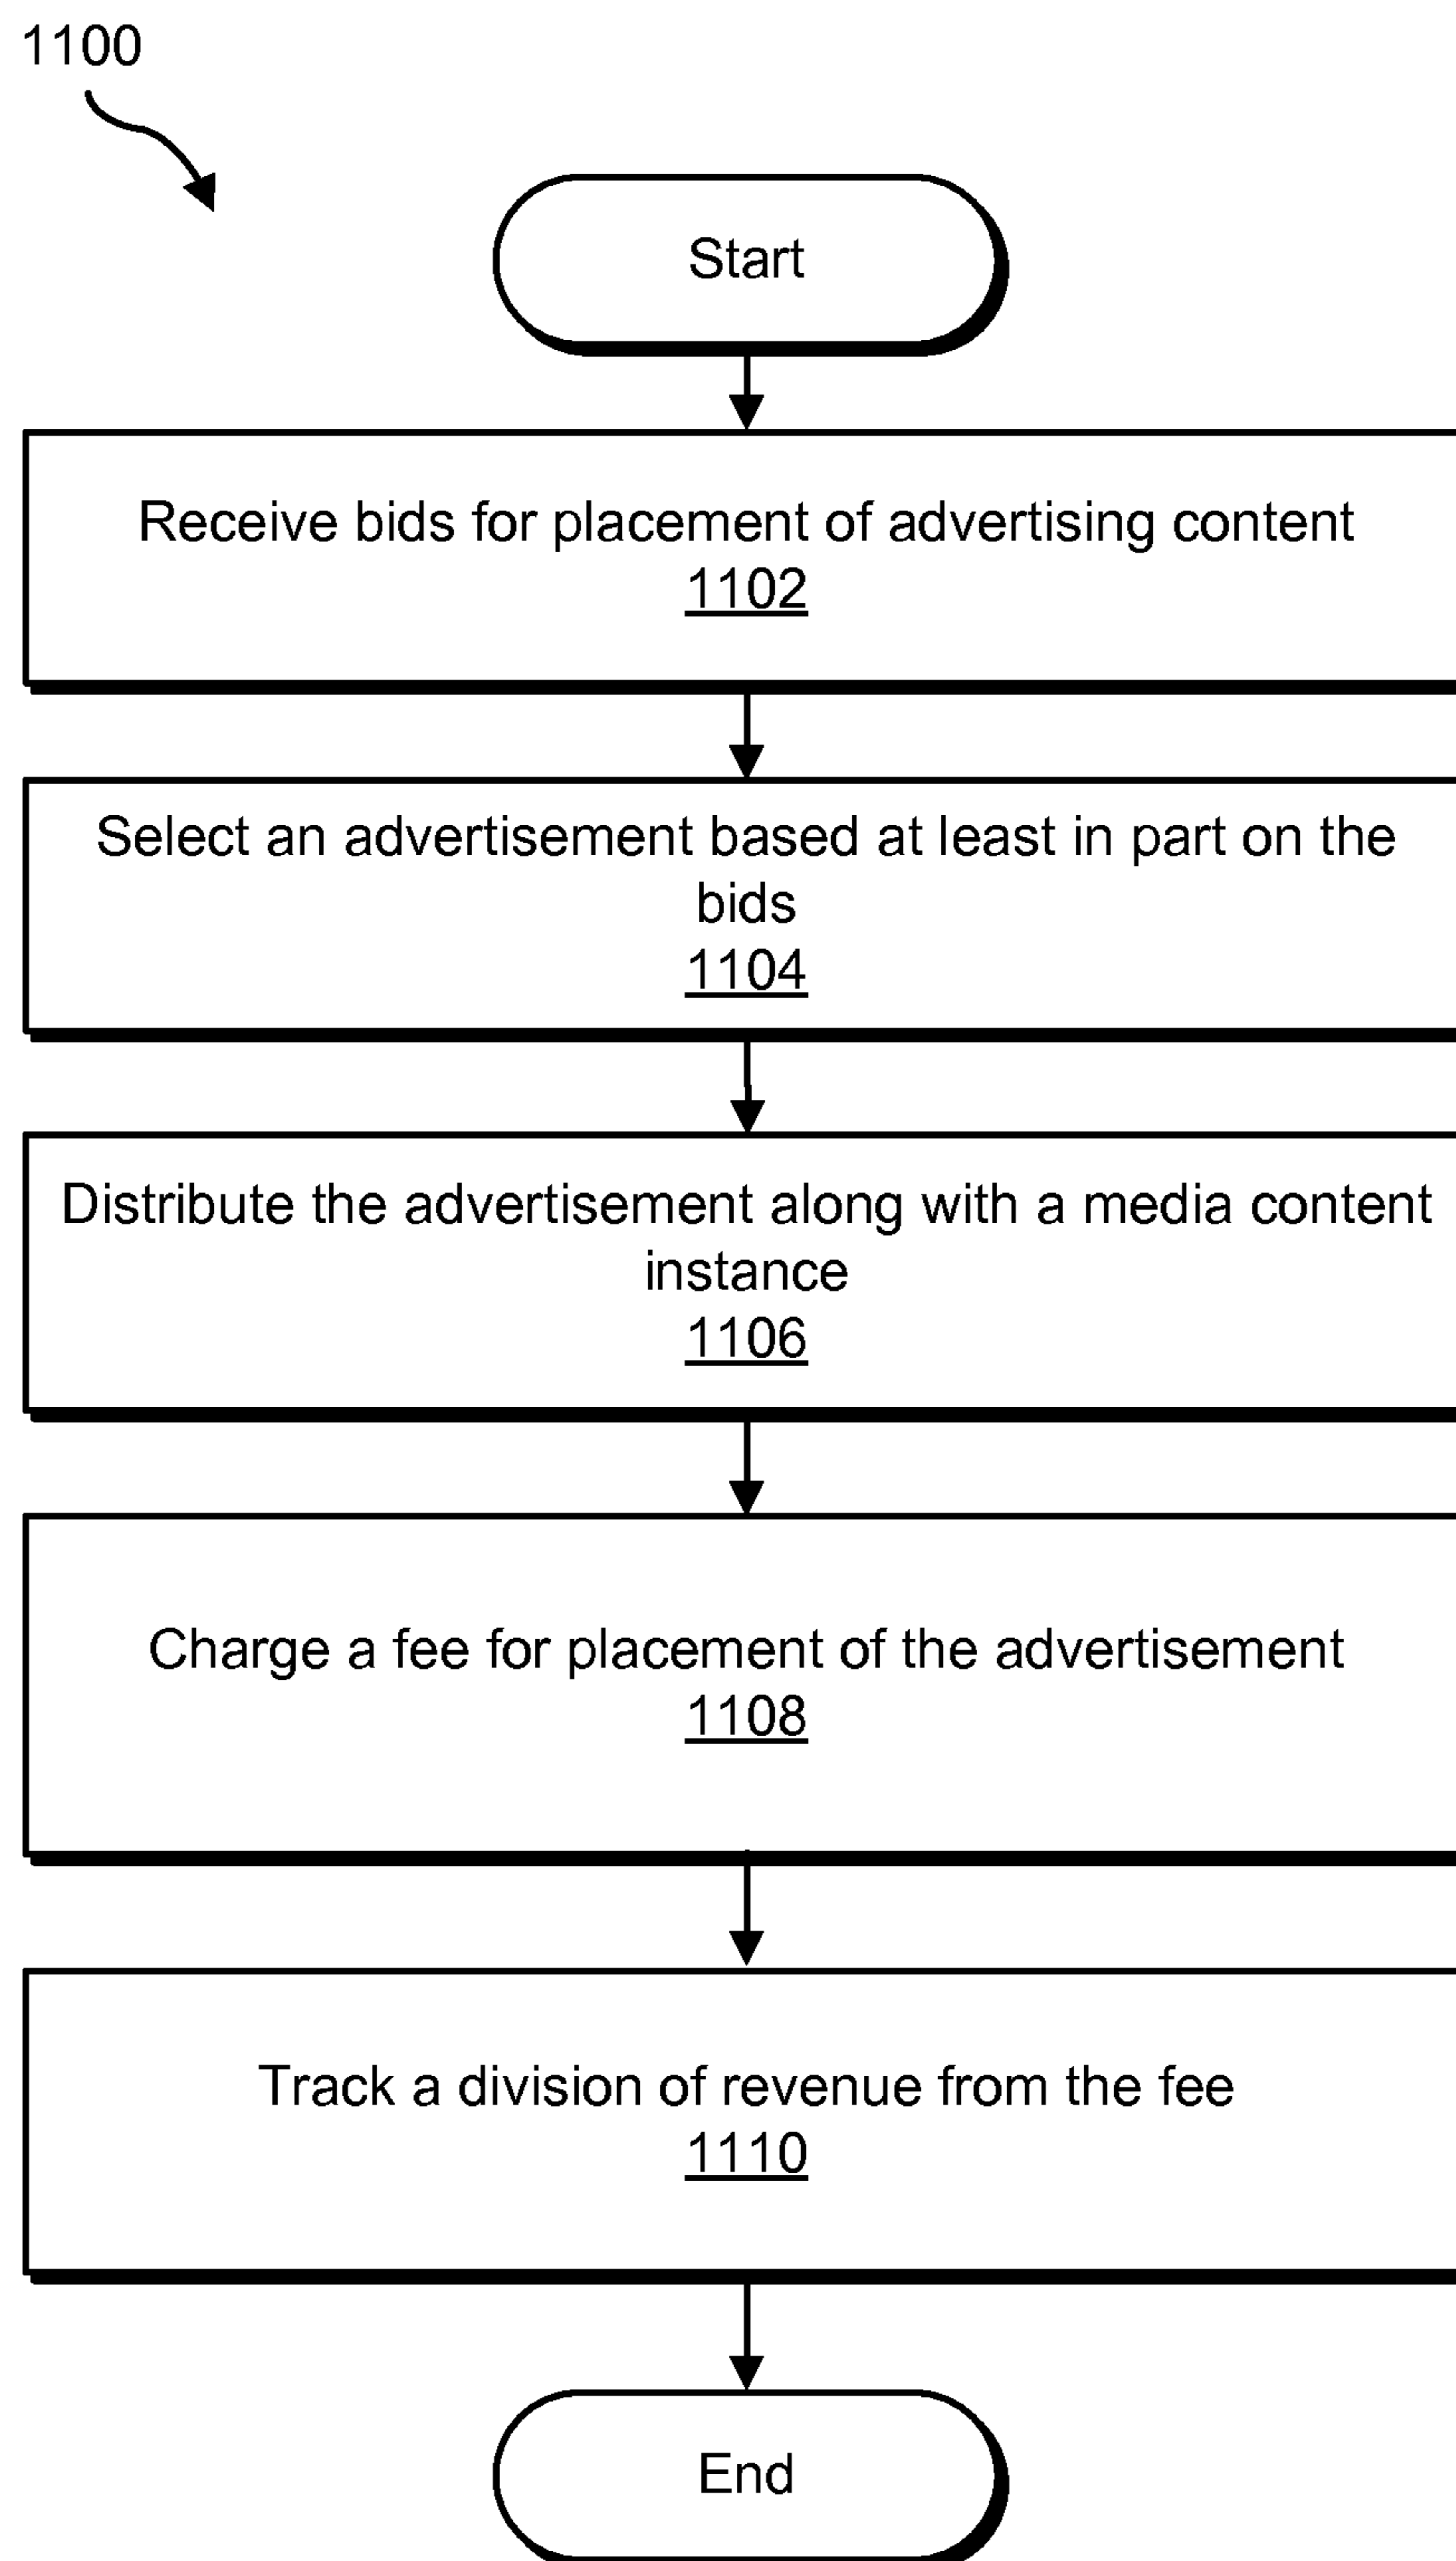 1100
Start
Receive bids for placement of advertising content
1102
Select an advertisement based at least in part on the
bids
1104
Distribute the advertisement along with a media content
instance
1106
Charge a fee for placement of the advertisement
1108
Track a division of revenue from the fee
1110
End